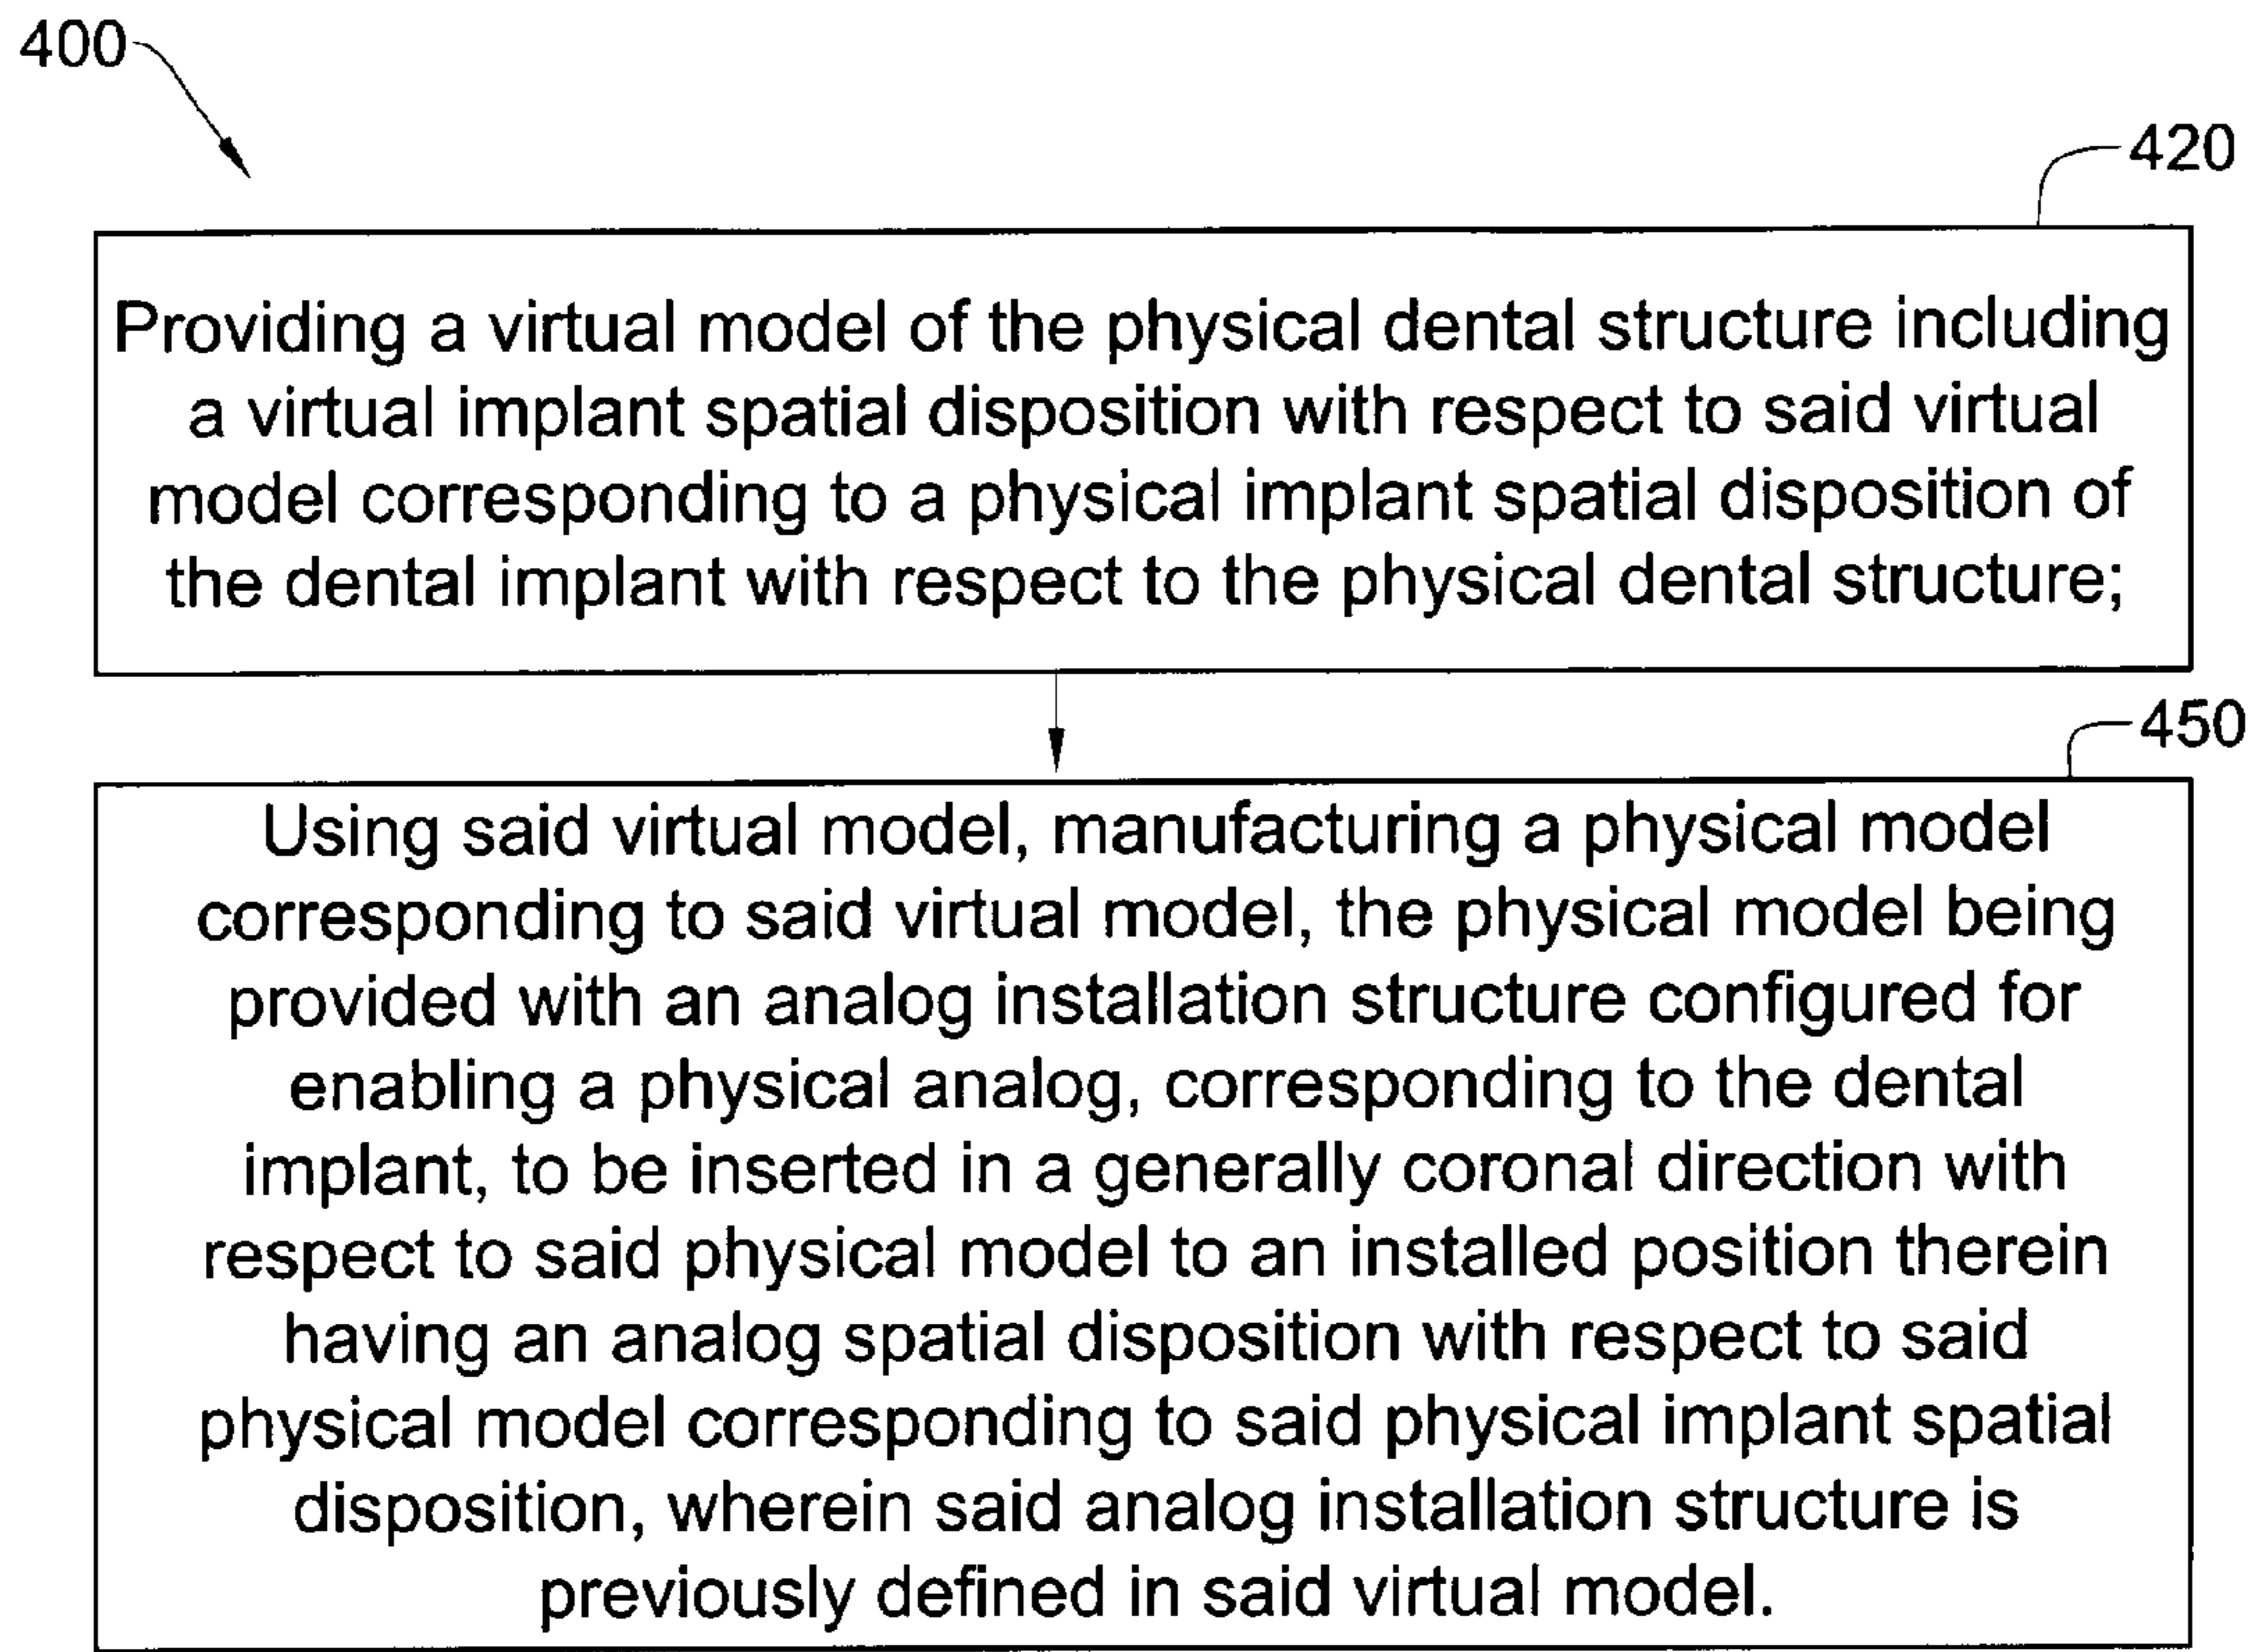 400
420
Providing a virtual model of the physical dental structure including
a virtual implant spatial disposition with respect to said virtual
model corresponding to a physical implant spatial disposition of
the dental implant with respect to the physical dental structure;
450
Using said virtual model, manufacturing a physical model
corresponding to said virtual model, the physical model being
provided with an analog installation structure configured for
enabling a physical analog, corresponding to the dental
implant, to be inserted in a generally coronal direction with
respect to said physical model to an installed position therein
having an analog spatial disposition with respect to said
physical model corresponding to said physical implant spatial
disposition, wherein said analog installation structure is
previously defined in said virtual model.